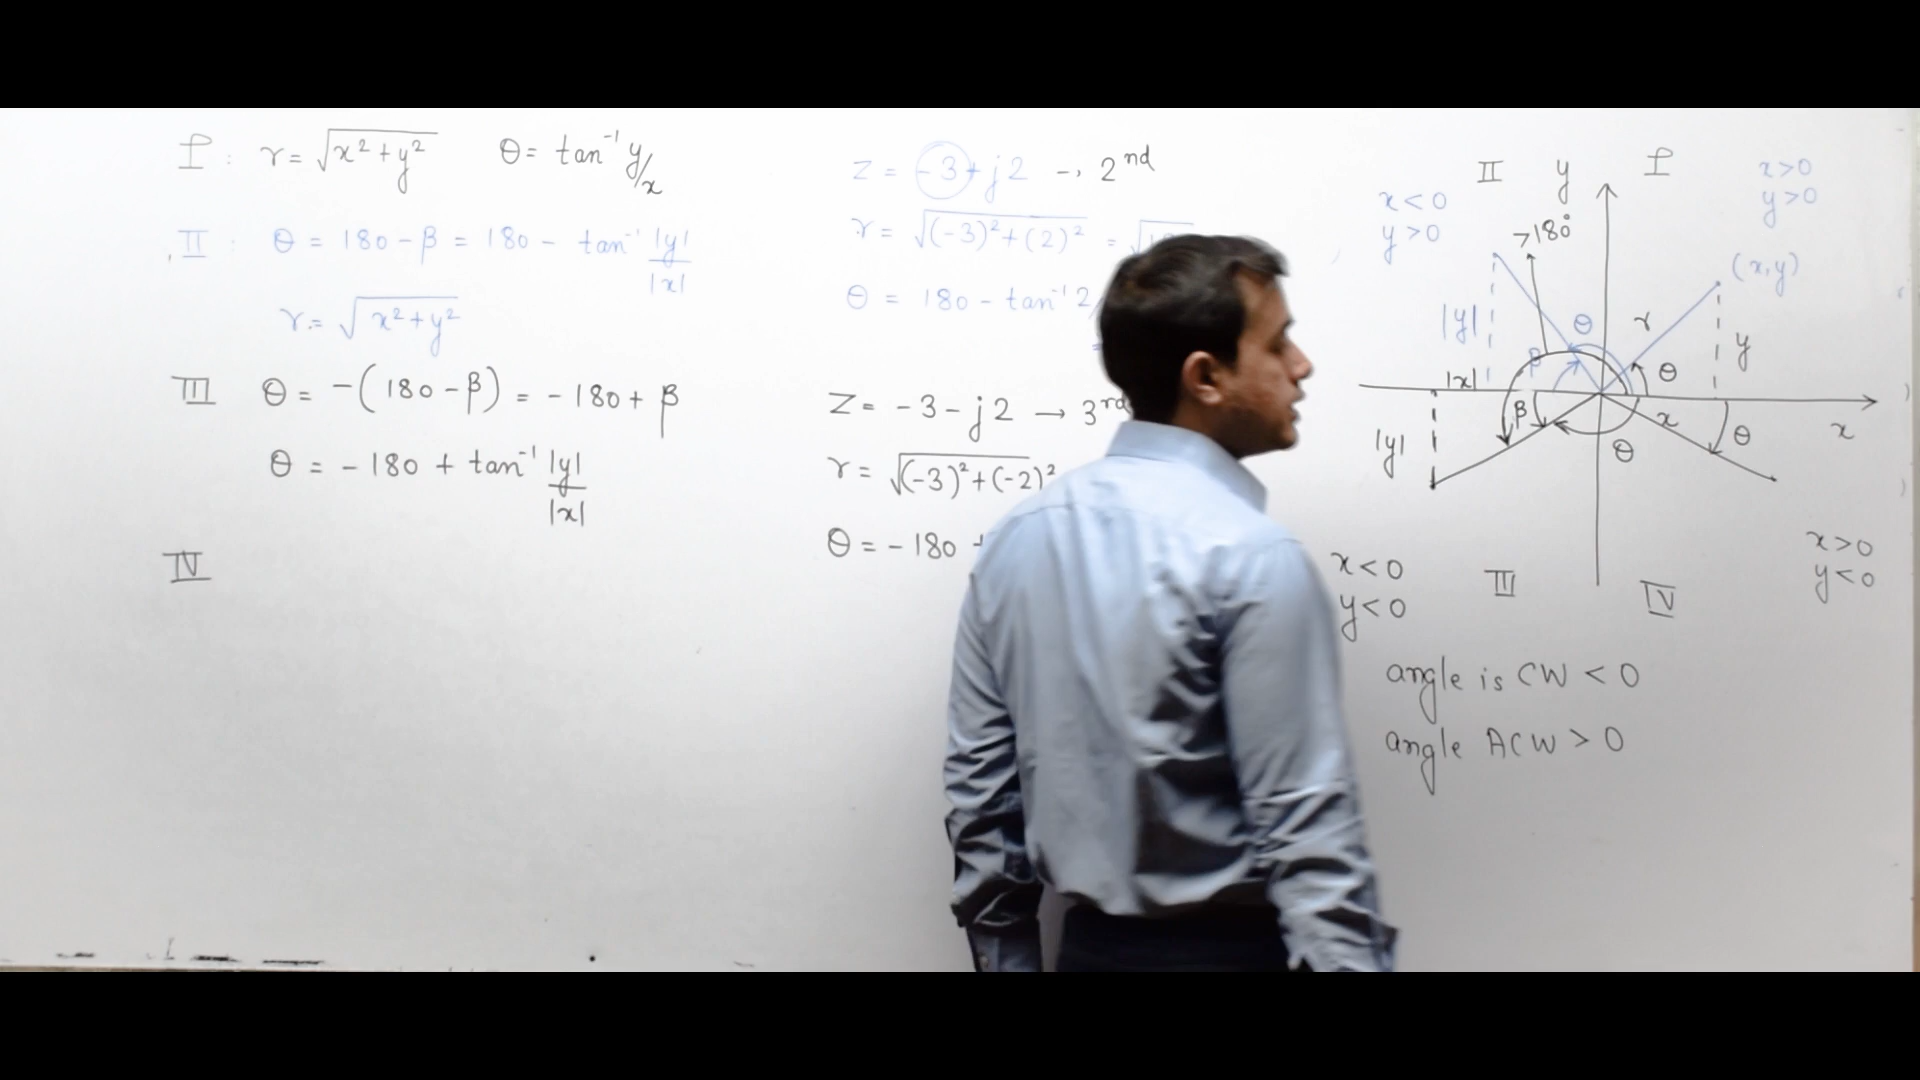 I : r = √x²+y² θ = tan⁻¹ y/x
II : θ = 180 - β = 180 - tan⁻¹ |y|/|x|
r = √x²+y²
III θ = -(180 - β) = -180 + β
θ = -180 + tan⁻¹ |y|/|x|
IV
z = -3 + j2 → 2nd
r = √(-3)²+(2)² =
θ = 180 - tan⁻¹ 2/
z = -3 - j2 → 3rd
r = √(-3)²+(-2)²
θ = -180 +
II y I
x<0
y>0
x>0
y>0
>180°
(x,y)
|y| θ r y
β θ
|x|
β x
|y| θ θ x
x<0
y<0
III IV
x>0
y<0
angle is CW < 0
angle ACW > 0